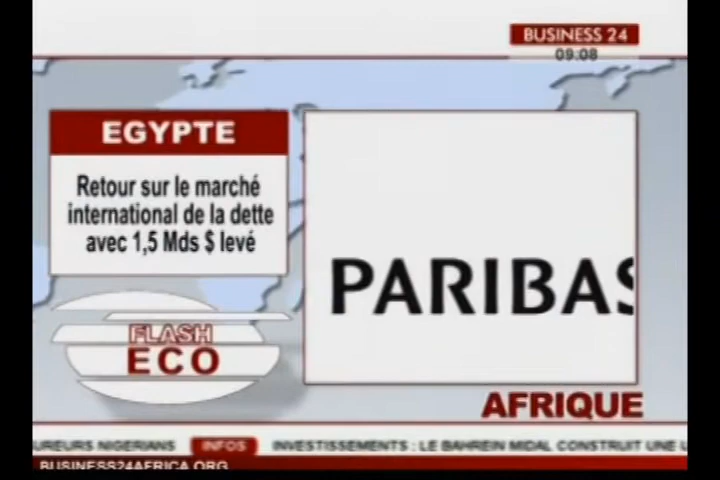 BUSINESS 24
09:08
EGYPTE
Retour sur le marché
international de la dette
avec 1,5 Mds $ levé
PARIBAS
FLASH
ECO
AFRIQUE
UREURS NIGERIANS INFOS INVESTISSEMENTS : LE BAHREIN MIDAL CONSTRUIT UNE U
BUSINESS24AFRICA.ORG